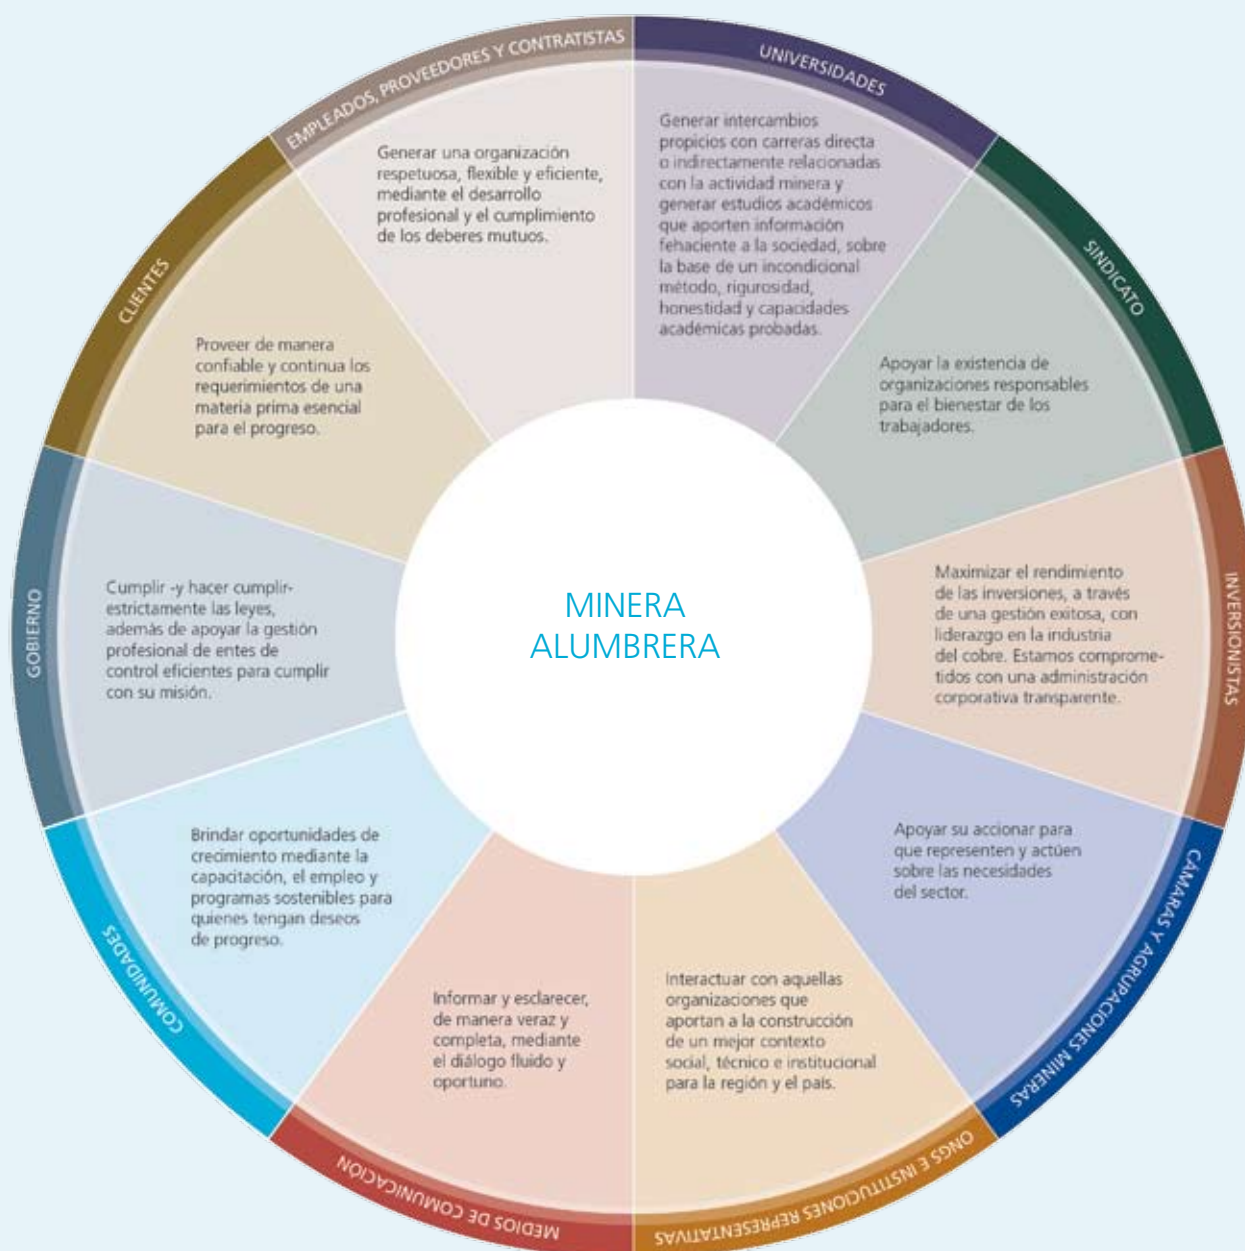 MINERA
ALUMBRERA
UNIVERSIDADES
Generar intercambios
propicios con carreras directa
o indirectamente relacionadas
con la actividad minera y
generar estudios académicos
que aporten información
fehaciente a la sociedad, sobre
la base de un incondicional
método, rigurosidad,
honestidad y capacidades
académicas probadas.
SINDICATO
Apoyar la existencia de
organizaciones responsables
para el bienestar de los
trabajadores.
INVERSIONISTAS
Maximizar el rendimiento
de las inversiones, a través
de una gestión exitosa, con
liderazgo en la industria
del cobre. Estamos comprome-
tidos con una administración
corporativa transparente.
CÁMARAS Y AGRUPACIONES MINERAS
Apoyar su accionar para
que representen y actúen
sobre las necesidades
del sector.
ONGS E INSTITUCIONES REPRESENTATIVAS
Interactuar con aquellas
organizaciones que
aportan a la construcción
de un mejor contexto
social, técnico e institucional
para la región y el país.
MEDIOS DE COMUNICACIÓN
Informar y esclarecer,
de manera veraz y
completa, mediante
el diálogo fluido y
oportuno.
COMUNIDADES
Brindar oportunidades de
crecimiento mediante la
capacitación, el empleo y
programas sostenibles para
quienes tengan deseos
de progreso.
GOBIERNO
Cumplir -y hacer cumplir-
estrictamente las leyes,
además de apoyar la gestión
profesional de entes de
control eficientes para cumplir
con su misión.
CLIENTES
Proveer de manera
confiable y continua los
requerimientos de una
materia prima esencial
para el progreso.
EMPLEADOS, PROVEEDORES Y CONTRATISTAS
Generar una organización
respetuosa, flexible y eficiente,
mediante el desarrollo
profesional y el cumplimiento
de los deberes mutuos.